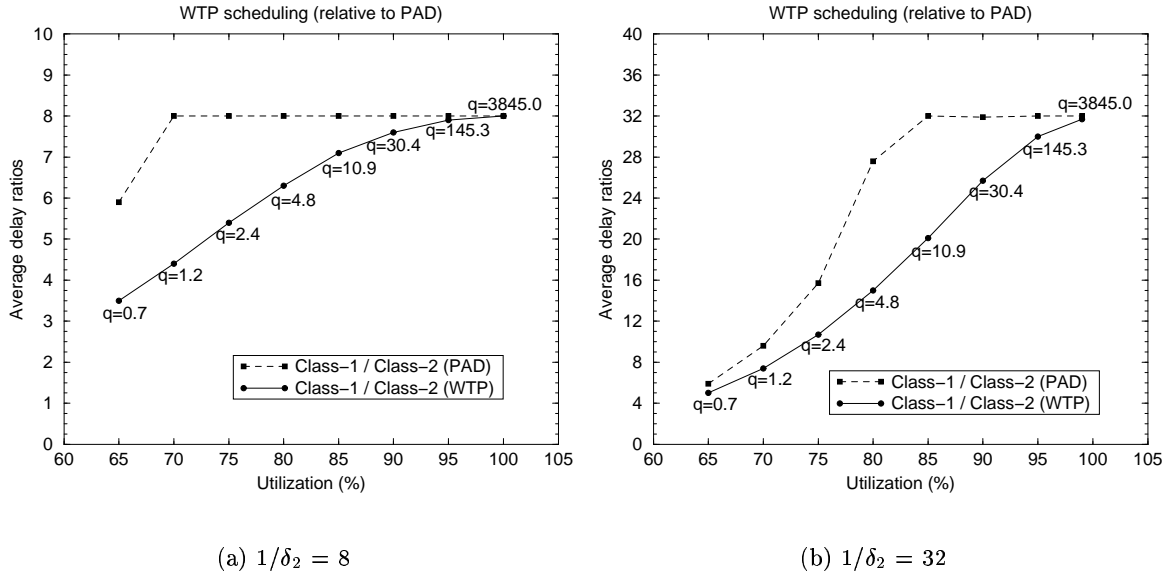 WTP scheduling (relative to PAD)
10
9
8
7
6
5
4
3
2
1
0
Average delay ratios
q=3845.0
q=145.3
q=30.4
q=10.9
q=4.8
q=2.4
q=1.2
q=0.7
Class-1 / Class-2 (PAD)
Class-1 / Class-2 (WTP)
60 65 70 75 80 85 90 95 100 105
Utilization (%)
(a) 1/δ₂ = 8
WTP scheduling (relative to PAD)
40
36
32
28
24
20
16
12
8
4
0
Average delay ratios
q=3845.0
q=145.3
q=30.4
q=10.9
q=4.8
q=2.4
q=1.2
q=0.7
Class-1 / Class-2 (PAD)
Class-1 / Class-2 (WTP)
60 65 70 75 80 85 90 95 100 105
Utilization (%)
(b) 1/δ₂ = 32